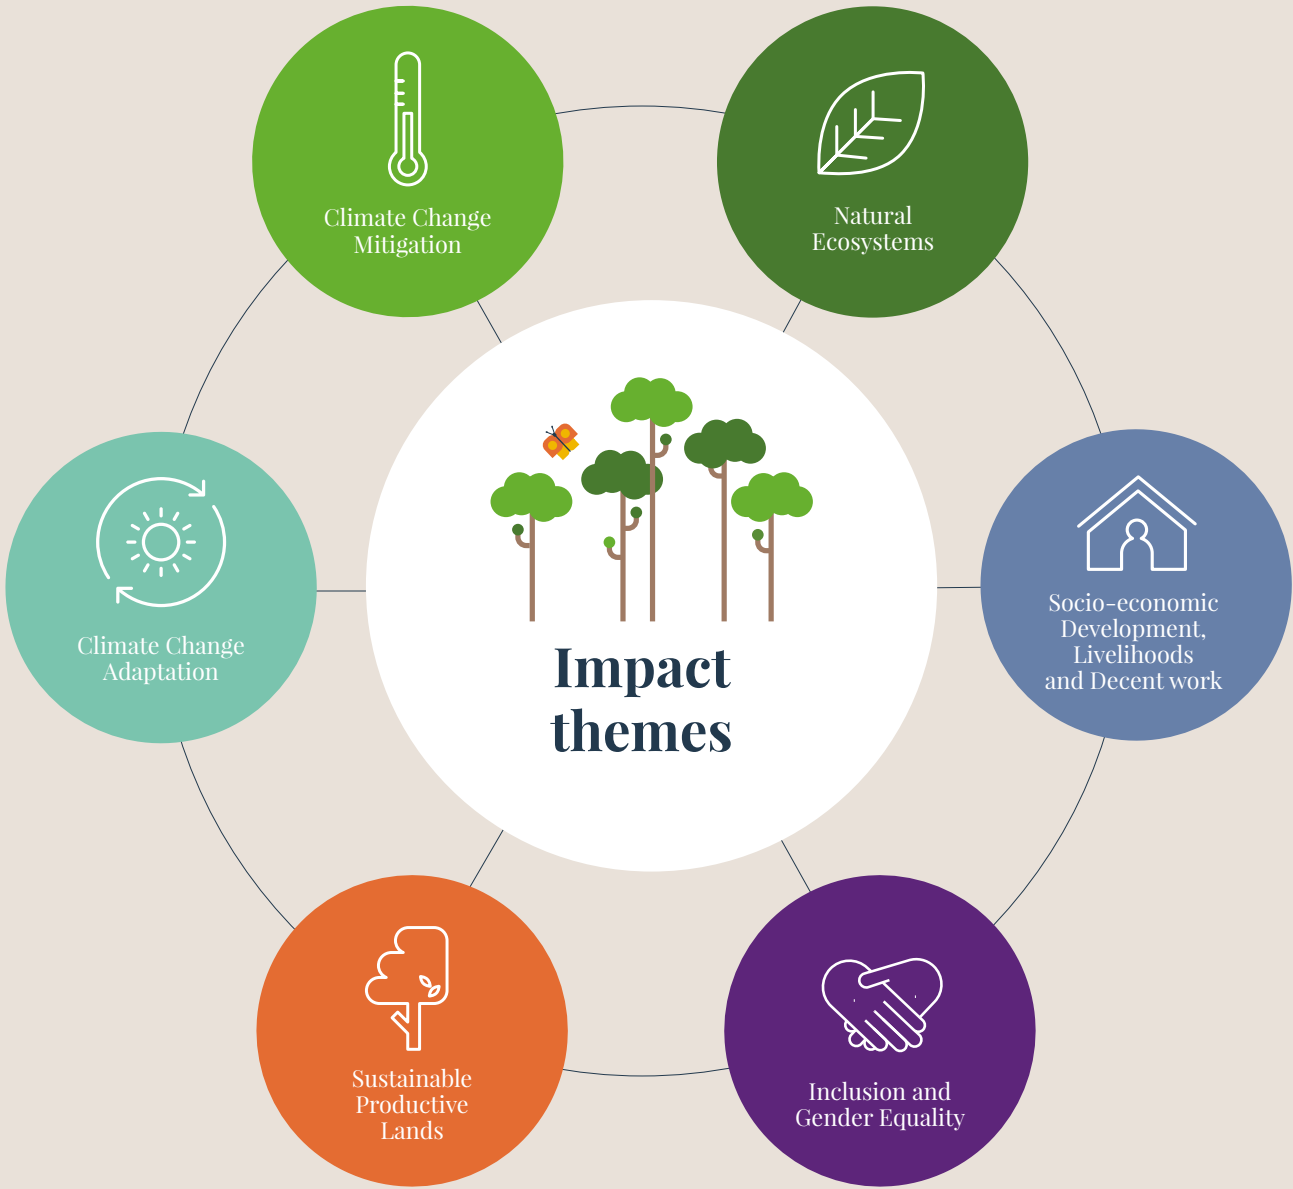 Climate Change
Mitigation
Natural
Ecosystems
Climate Change
Adaptation
Impact
themes
Socio-economic
Development,
Livelihoods
and Decent work
Sustainable
Productive
Lands
Inclusion and
Gender Equality